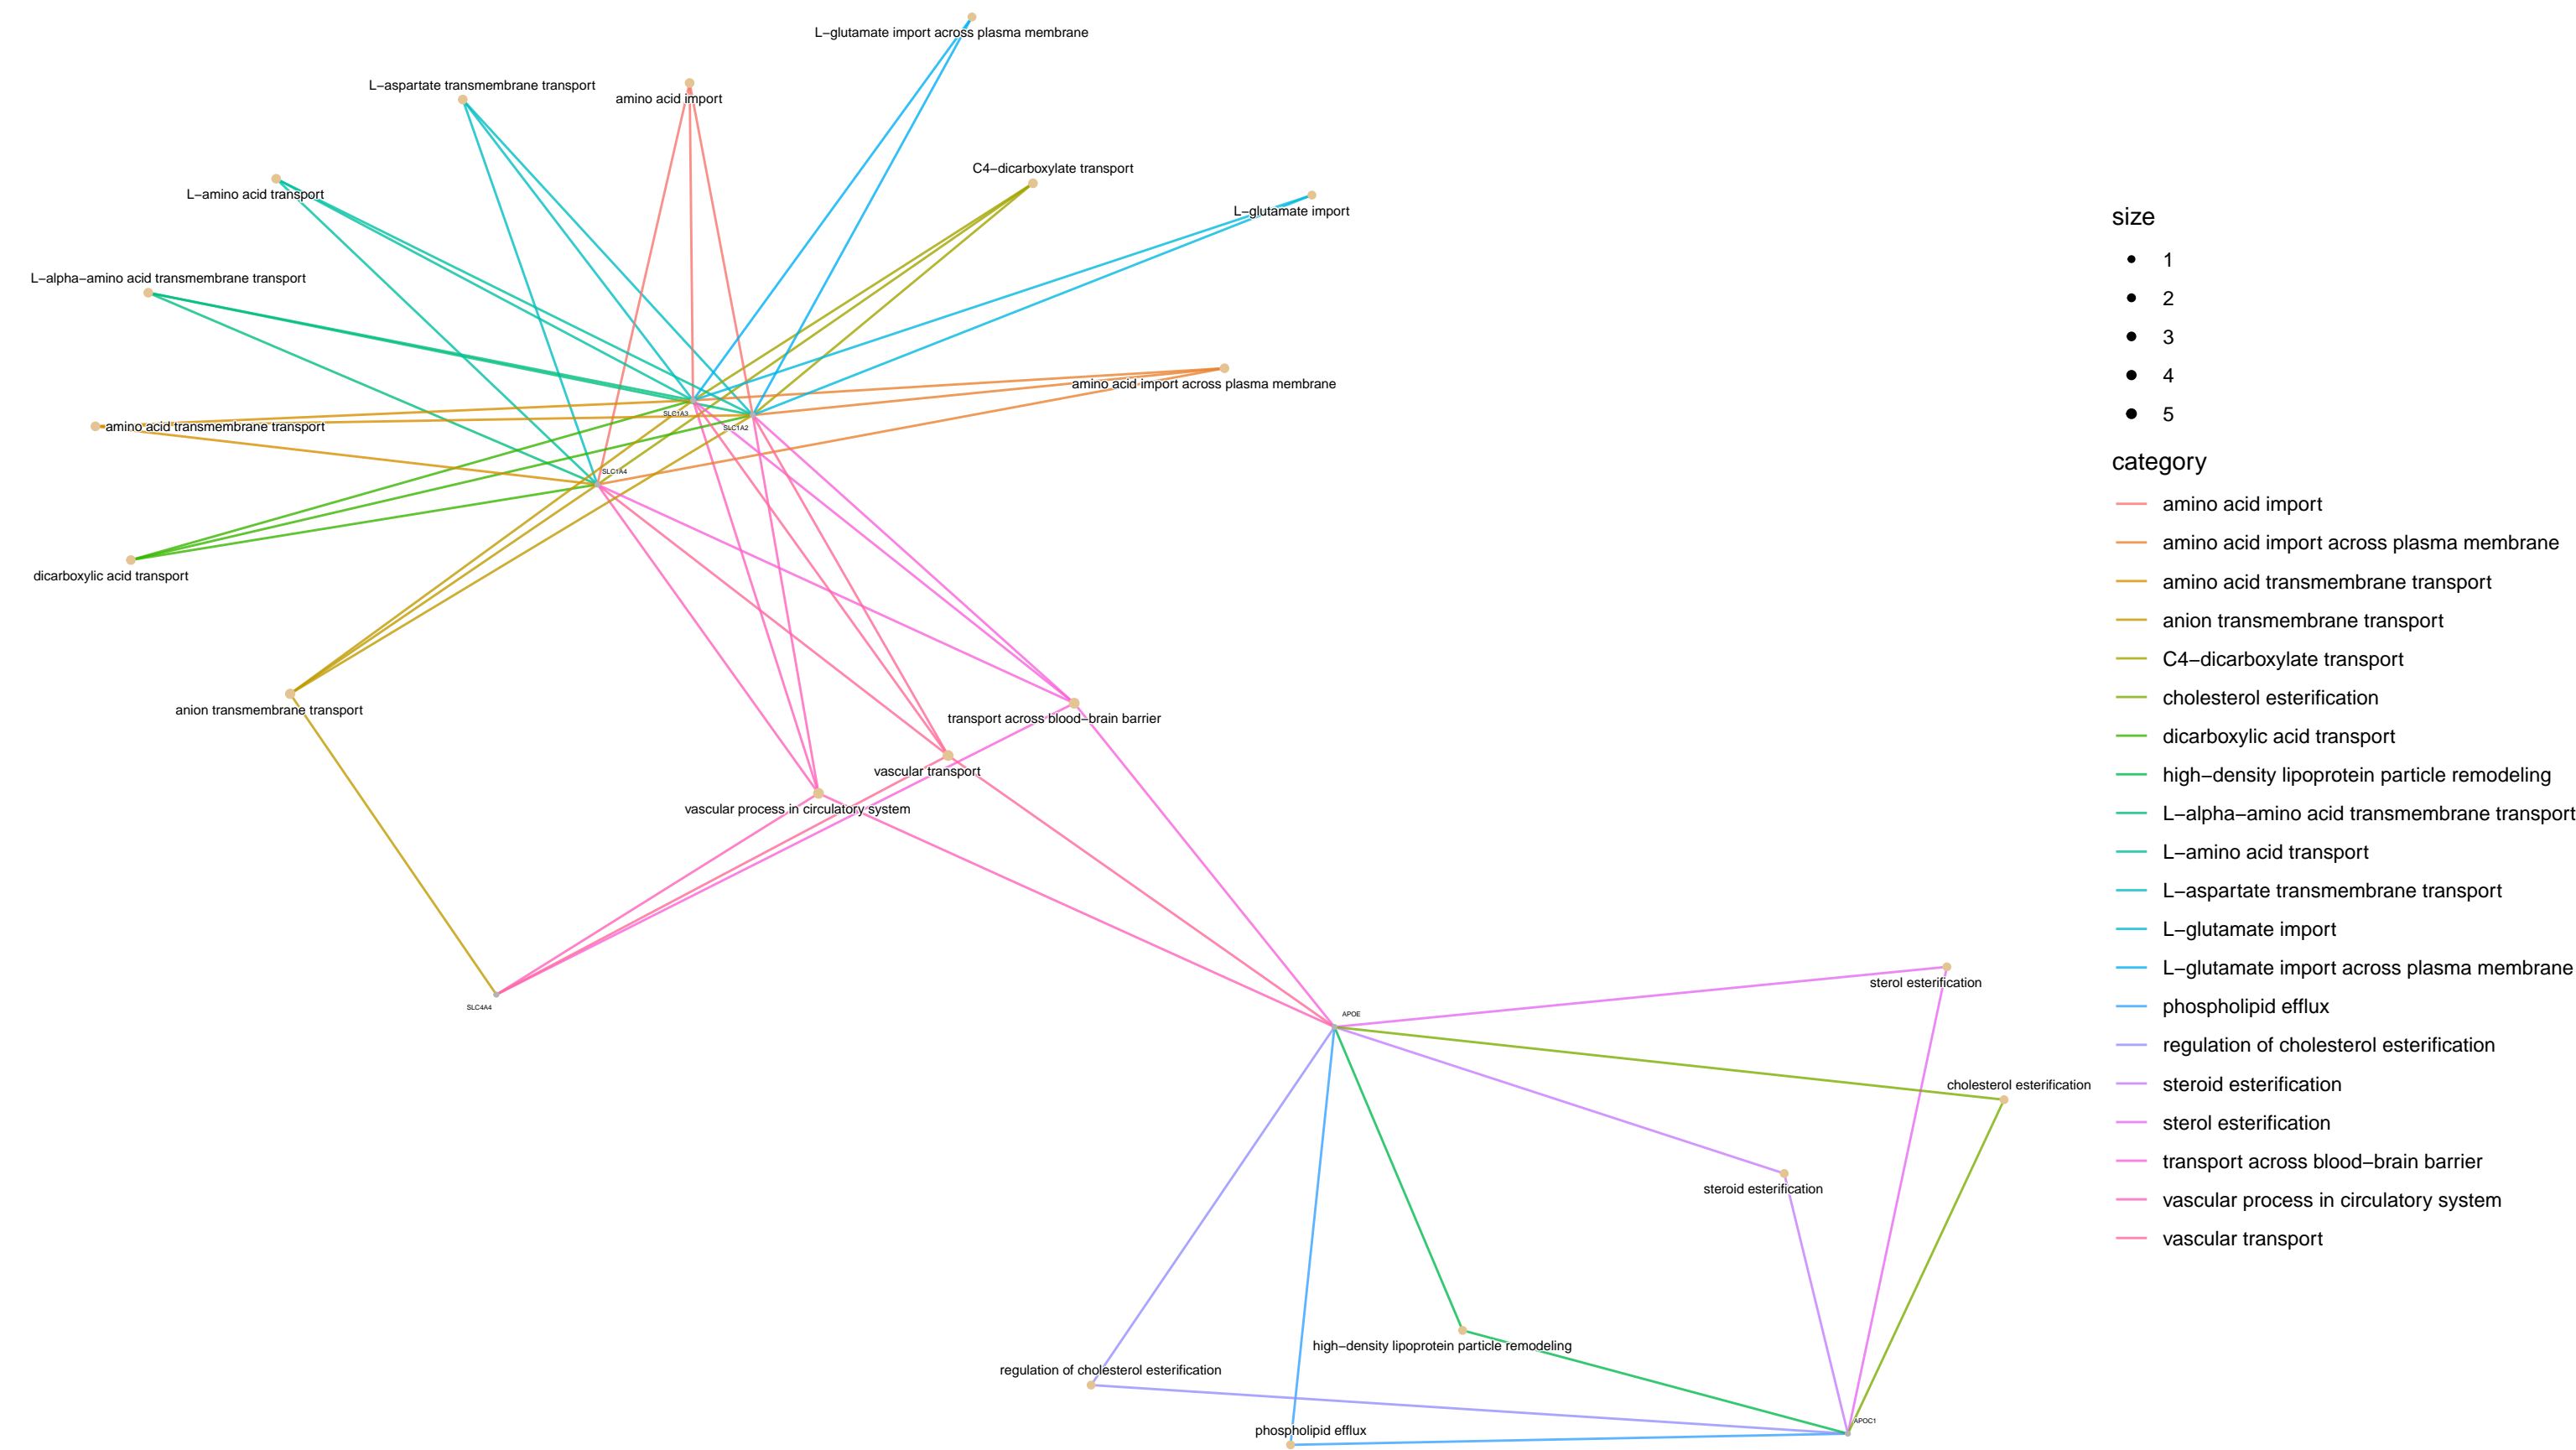 L−glutamate import across plasma membrane
L−aspartate transmembrane transport
amino acid import
C4−dicarboxylate transport
L−amino acid transport
L−glutamate import
L−alpha−amino acid transmembrane transport
amino acid import across plasma membrane
SLC1A3
amino acid transmembrane transport
SLC1A2
SLC1A4
dicarboxylic acid transport
anion transmembrane transport
transport across blood−brain barrier
vascular transport
vascular process in circulatory system
SLC4A4
APOE
sterol esterification
cholesterol esterification
steroid esterification
high−density lipoprotein particle remodeling
regulation of cholesterol esterification
APOC1
phospholipid efflux
size
1
2
3
4
5
category
amino acid import
amino acid import across plasma membrane
amino acid transmembrane transport
anion transmembrane transport
C4−dicarboxylate transport
cholesterol esterification
dicarboxylic acid transport
high−density lipoprotein particle remodeling
L−alpha−amino acid transmembrane transport
L−amino acid transport
L−aspartate transmembrane transport
L−glutamate import
L−glutamate import across plasma membrane
phospholipid efflux
regulation of cholesterol esterification
steroid esterification
sterol esterification
transport across blood−brain barrier
vascular process in circulatory system
vascular transport